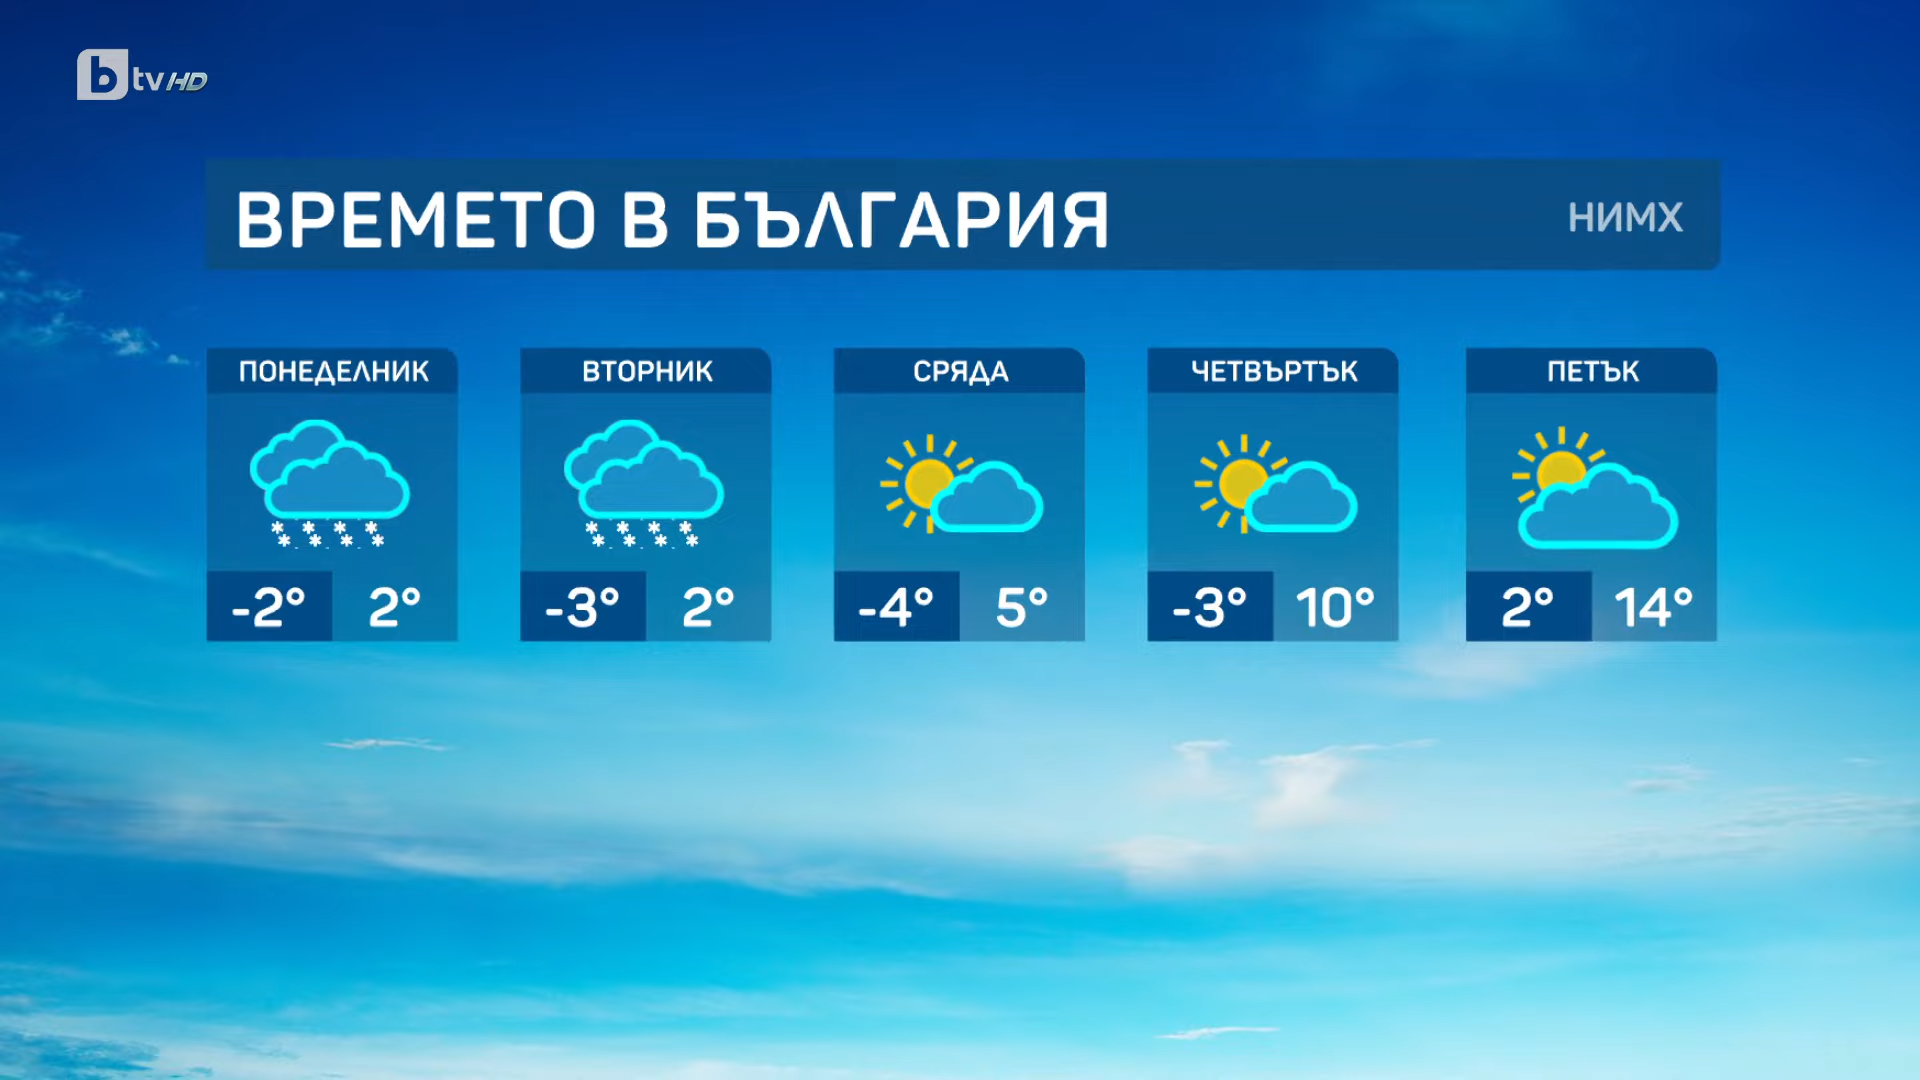 btv HD
ВРЕМЕТО В БЪЛГАРИЯ
НИМХ
ПОНЕДЕЛНИК
-2° 2°
ВТОРНИК
-3° 2°
СРЯДА
-4° 5°
ЧЕТВЪРТЪК
-3° 10°
ПЕТЪК
2° 14°